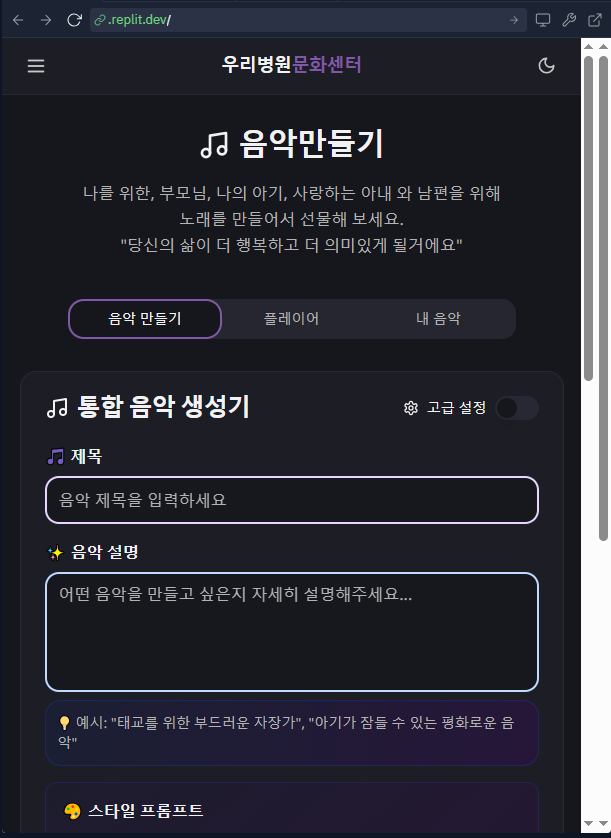 .replit.dev/
우리병원문화센터
음악만들기
나를 위한, 부모님, 나의 아기, 사랑하는 아내 와 남편을 위해
노래를 만들어서 선물해 보세요.
"당신의 삶이 더 행복하고 더 의미있게 될거에요"
음악 만들기 플레이어 내 음악
통합 음악 생성기 고급 설정
제목
음악 제목을 입력하세요
음악 설명
어떤 음악을 만들고 싶은지 자세히 설명해주세요...
예시: "태교를 위한 부드러운 자장가", "아기가 잠들 수 있는 평화로운 음
악"
스타일 프롬프트